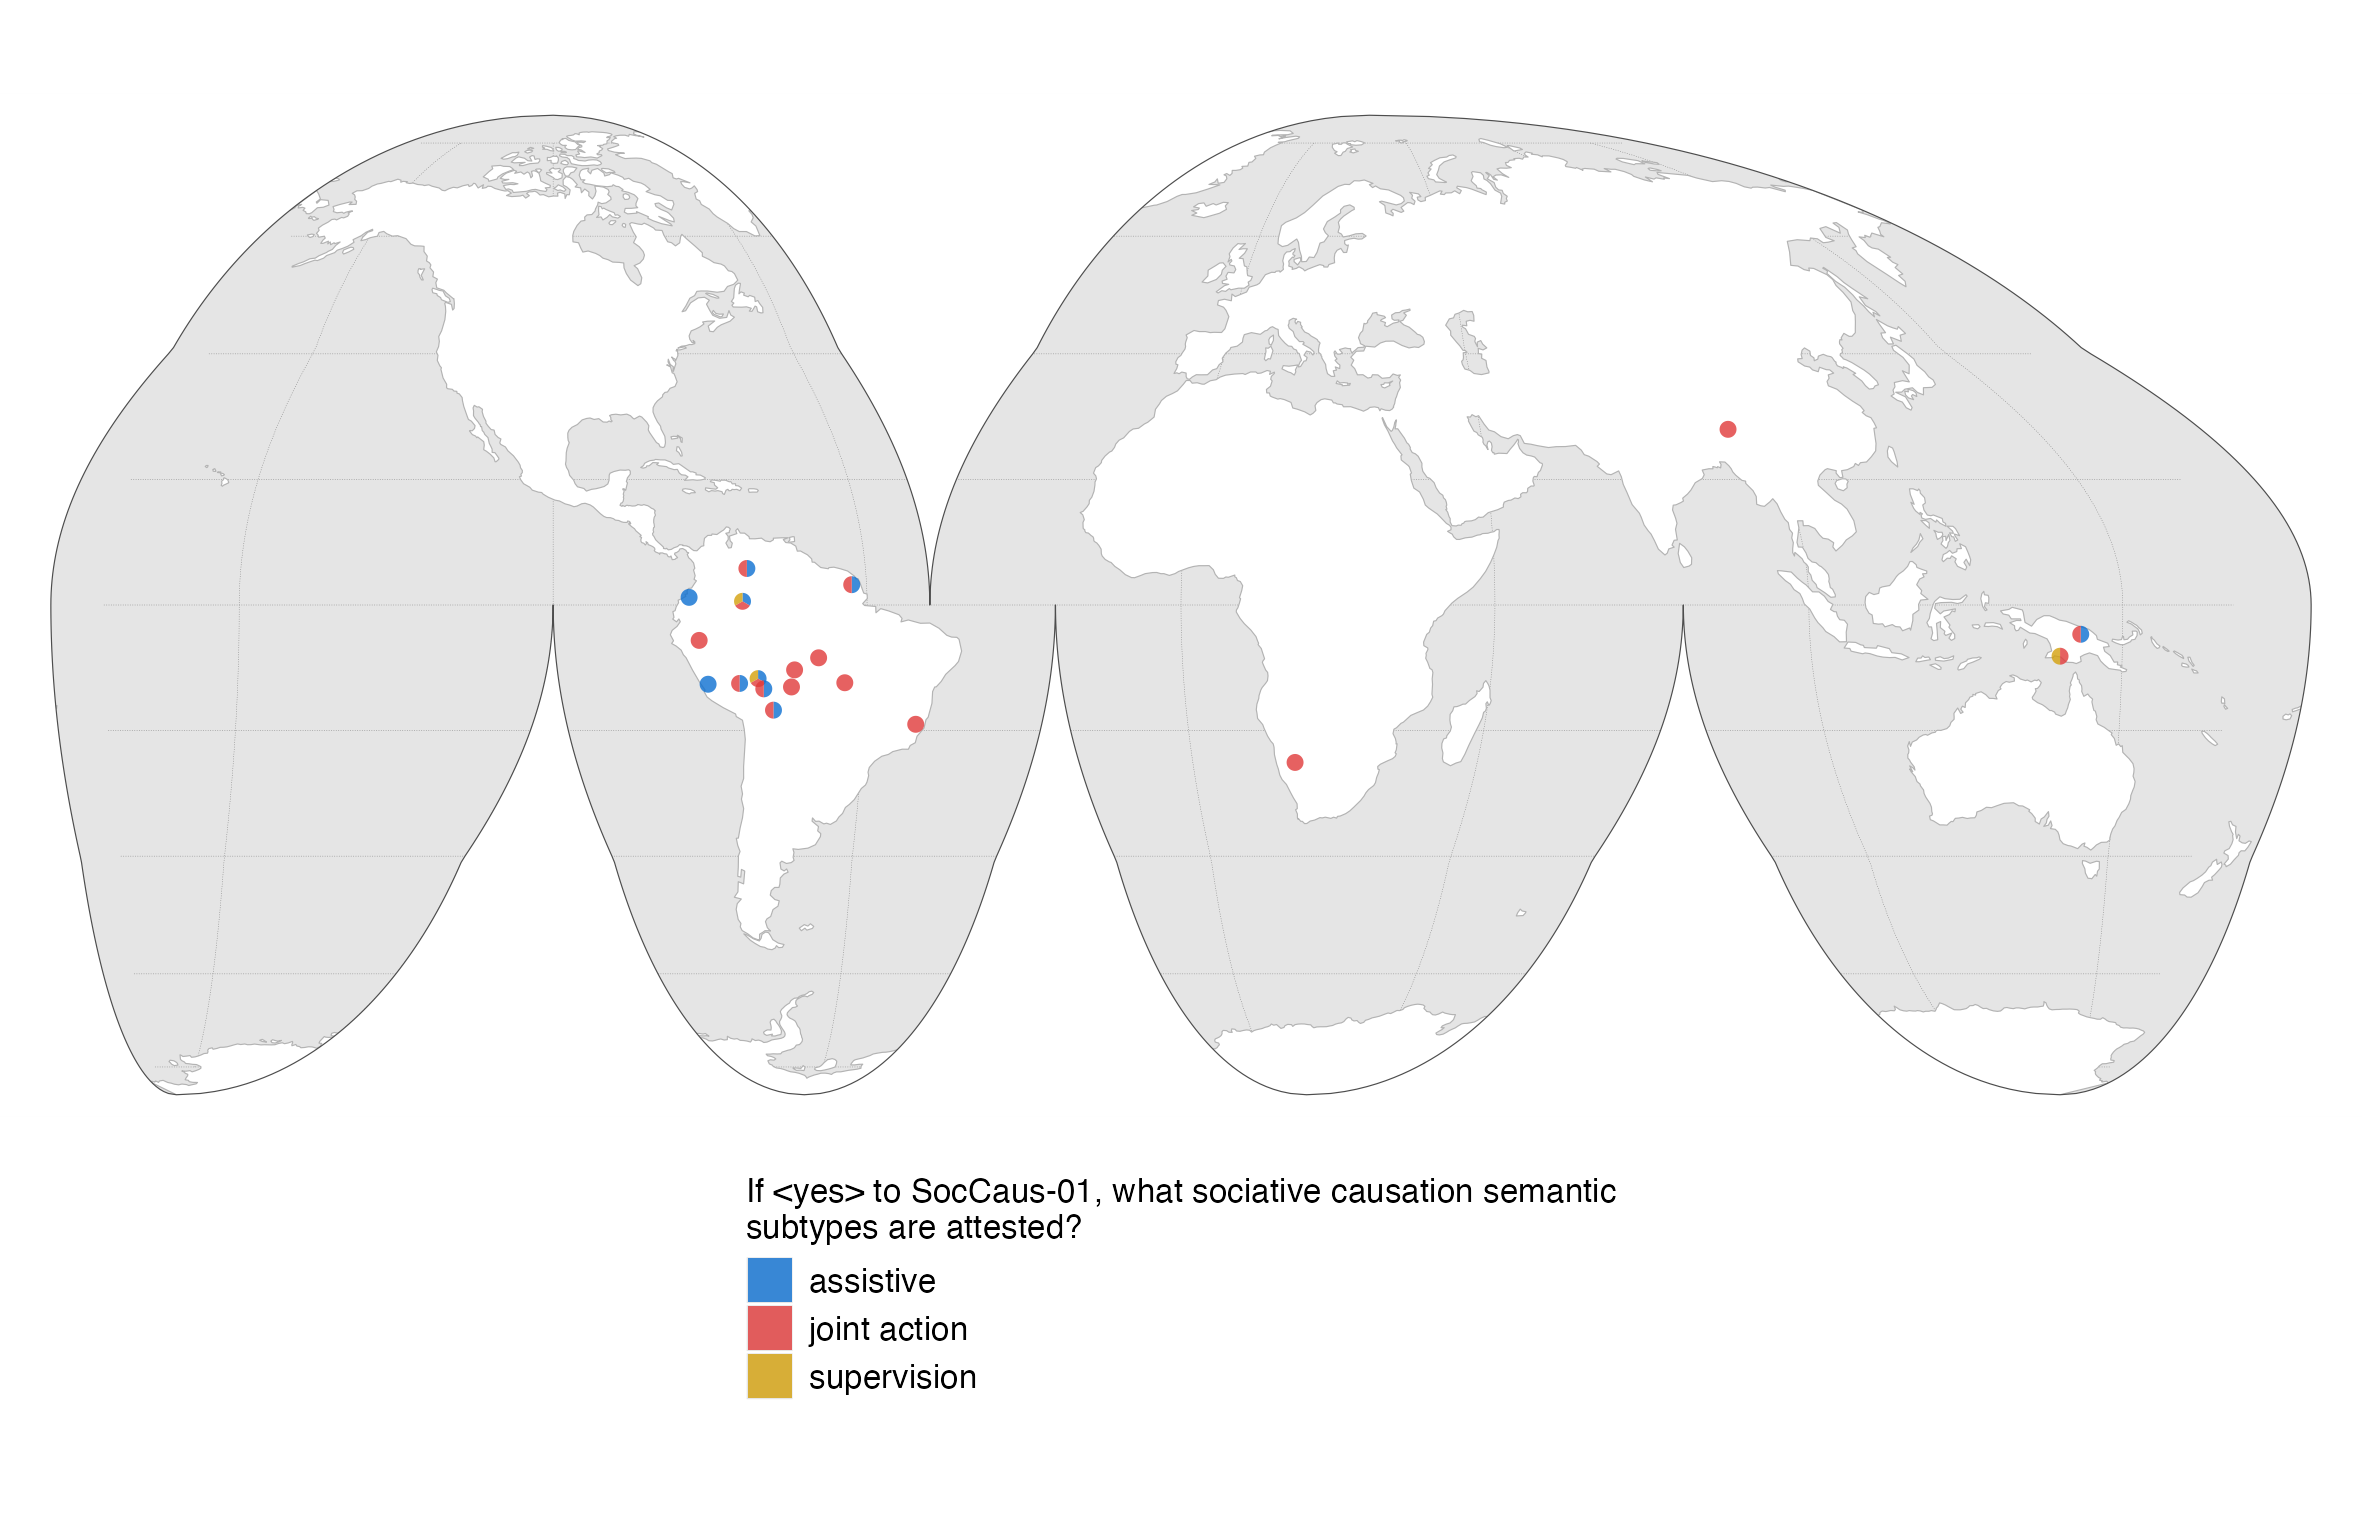 If <yes> to SocCaus-01, what sociative causation semantic
subtypes are attested?
assistive
joint action
supervision